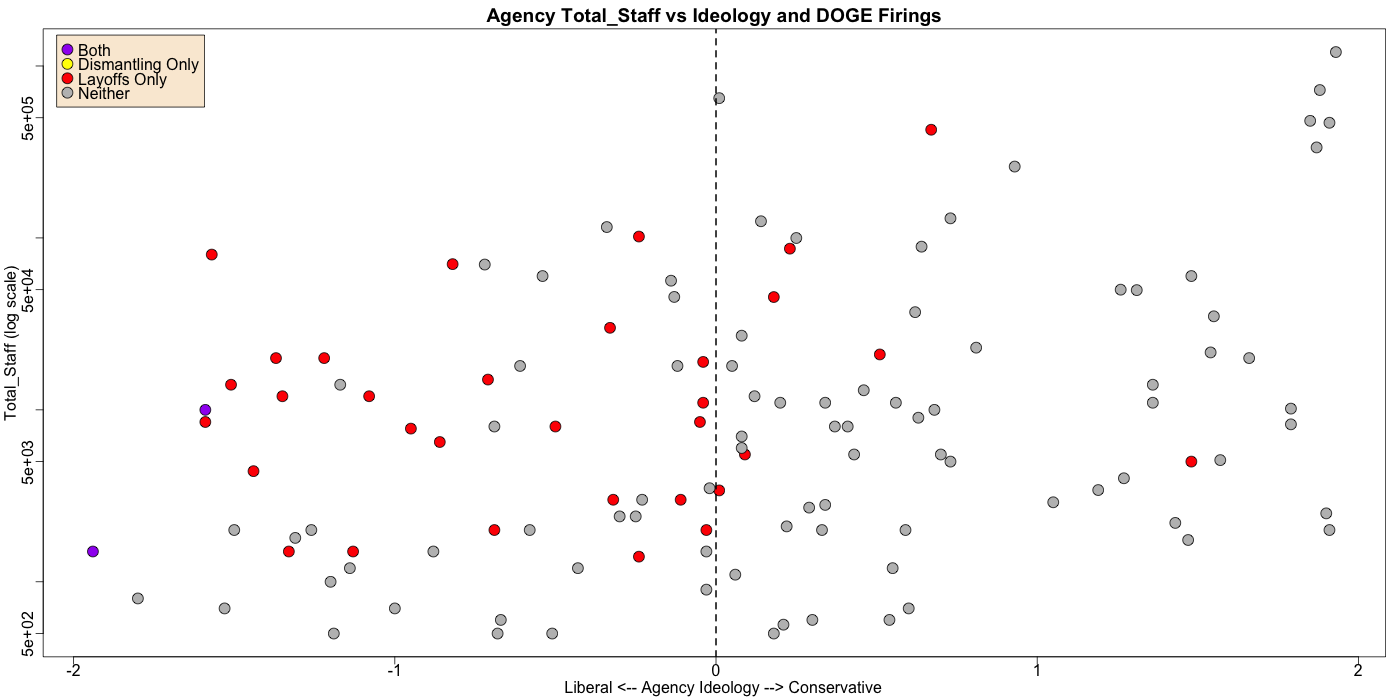 Agency Total_Staff vs Ideology and DOGE Firings
Both
Dismantling Only
Layoffs Only
Neither
Total_Staff (log scale)
5e+05
5e+04
5e+03
5e+02
-2 -1 0 1 2
Liberal <-- Agency Ideology --> Conservative